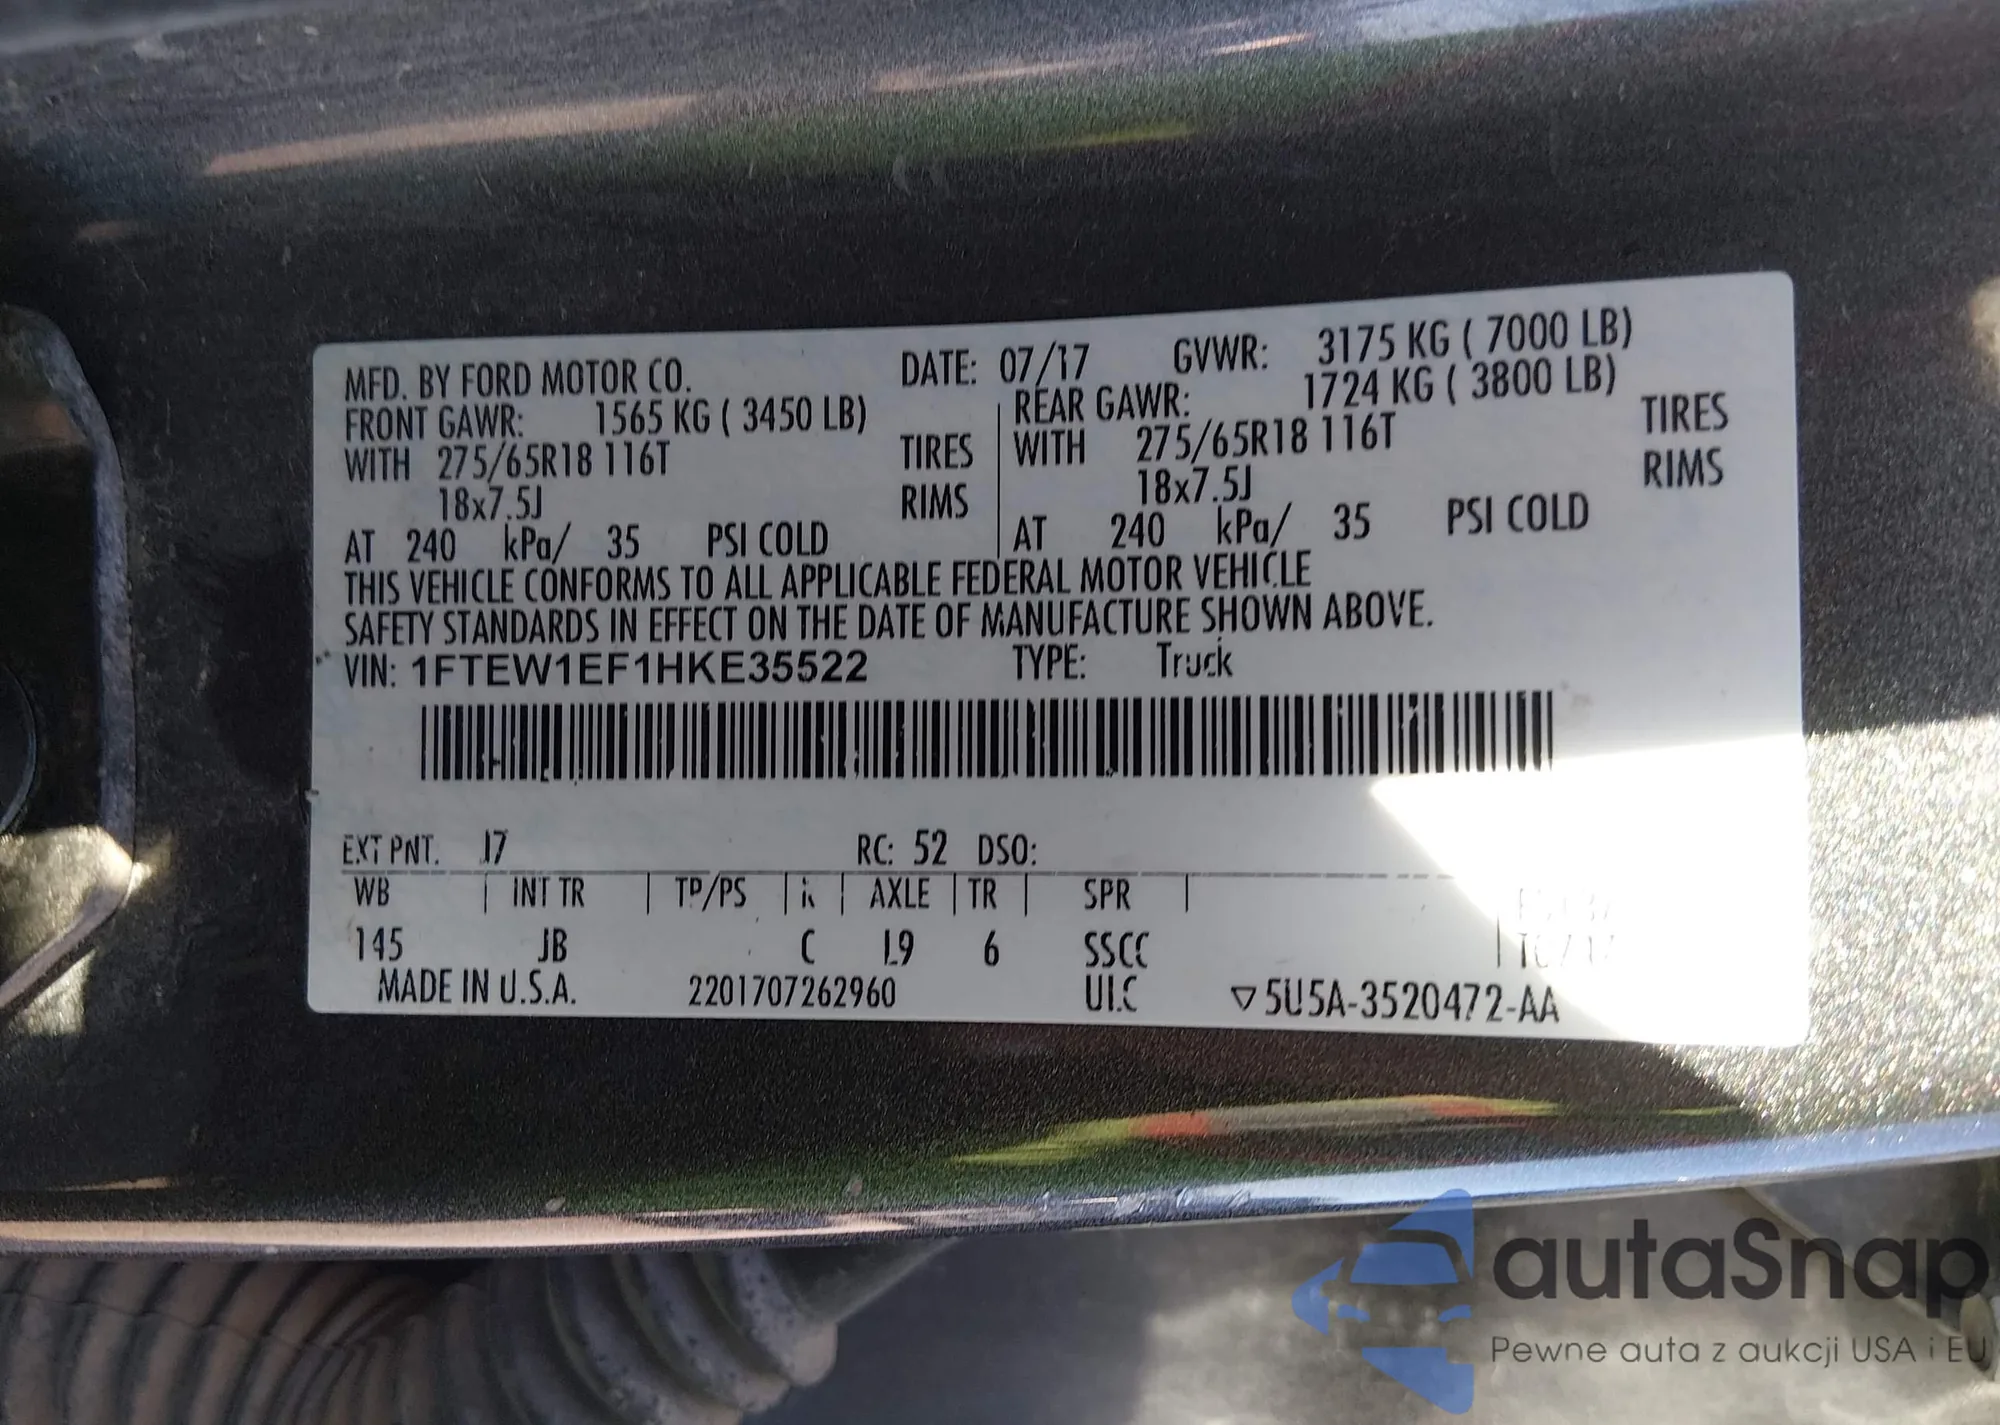 MFD. BY FORD MOTOR CO. DATE: 07/17 GVWR: 3175 KG ( 7000 LB)
FRONT GAWR: 1565 KG ( 3450 LB) REAR GAWR: 1724 KG ( 3800 LB)
WITH 275/65R18 116T TIRES WITH 275/65R18 116T TIRES
18x7.5J RIMS 18x7.5J RIMS
AT 240 kPa/ 35 PSI COLD AT 240 kPa/ 35 PSI COLD
THIS VEHICLE CONFORMS TO ALL APPLICABLE FEDERAL MOTOR VEHICLE
SAFETY STANDARDS IN EFFECT ON THE DATE OF MANUFACTURE SHOWN ABOVE.
VIN: 1FTEW1EF1HKE35522 TYPE: Truck
EXT PNT. J7 RC: 52 DSO:
WB INT TR TP/PS R AXLE TR SPR
145 JB C L9 6 SSCC
MADE IN U.S.A. 2201707262960 ULC ▽5U5A-3520472-AA
autaSnap
Pewne auta z aukcji USA i EU